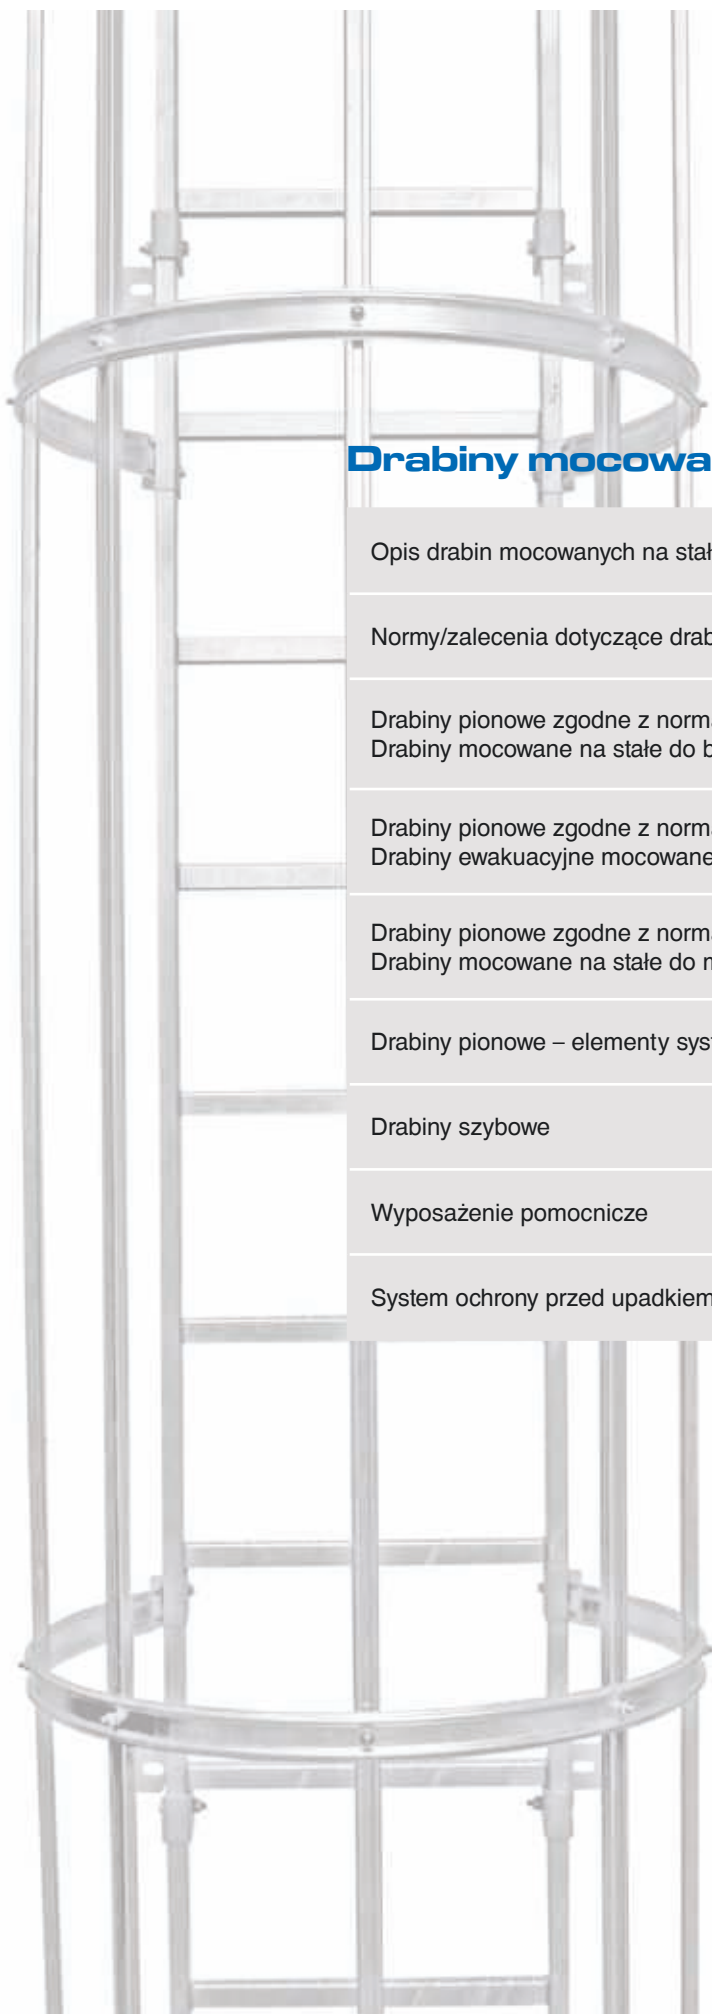 Drabiny mocowa
Opis drabin mocowanych na stał
Normy/zalecenia dotyczące drab
Drabiny pionowe zgodne z norm
Drabiny mocowane na stałe do b
Drabiny pionowe zgodne z norm
Drabiny ewakuacyjne mocowane
Drabiny pionowe zgodne z norm
Drabiny mocowane na stałe do m
Drabiny pionowe – elementy sys
Drabiny szybowe
Wyposażenie pomocnicze
System ochrony przed upadkiem